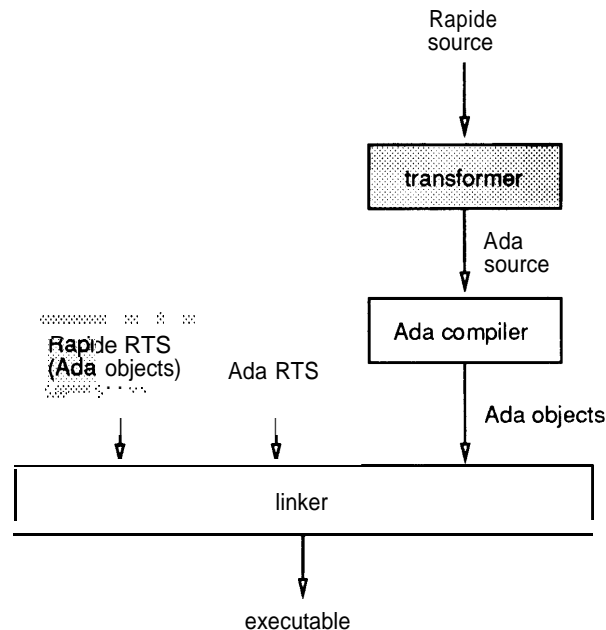 Rapide
source
transformer
Ada
source
Ada compiler
Rapide RTS
(Ada objects)
Ada RTS
Ada objects
linker
executable